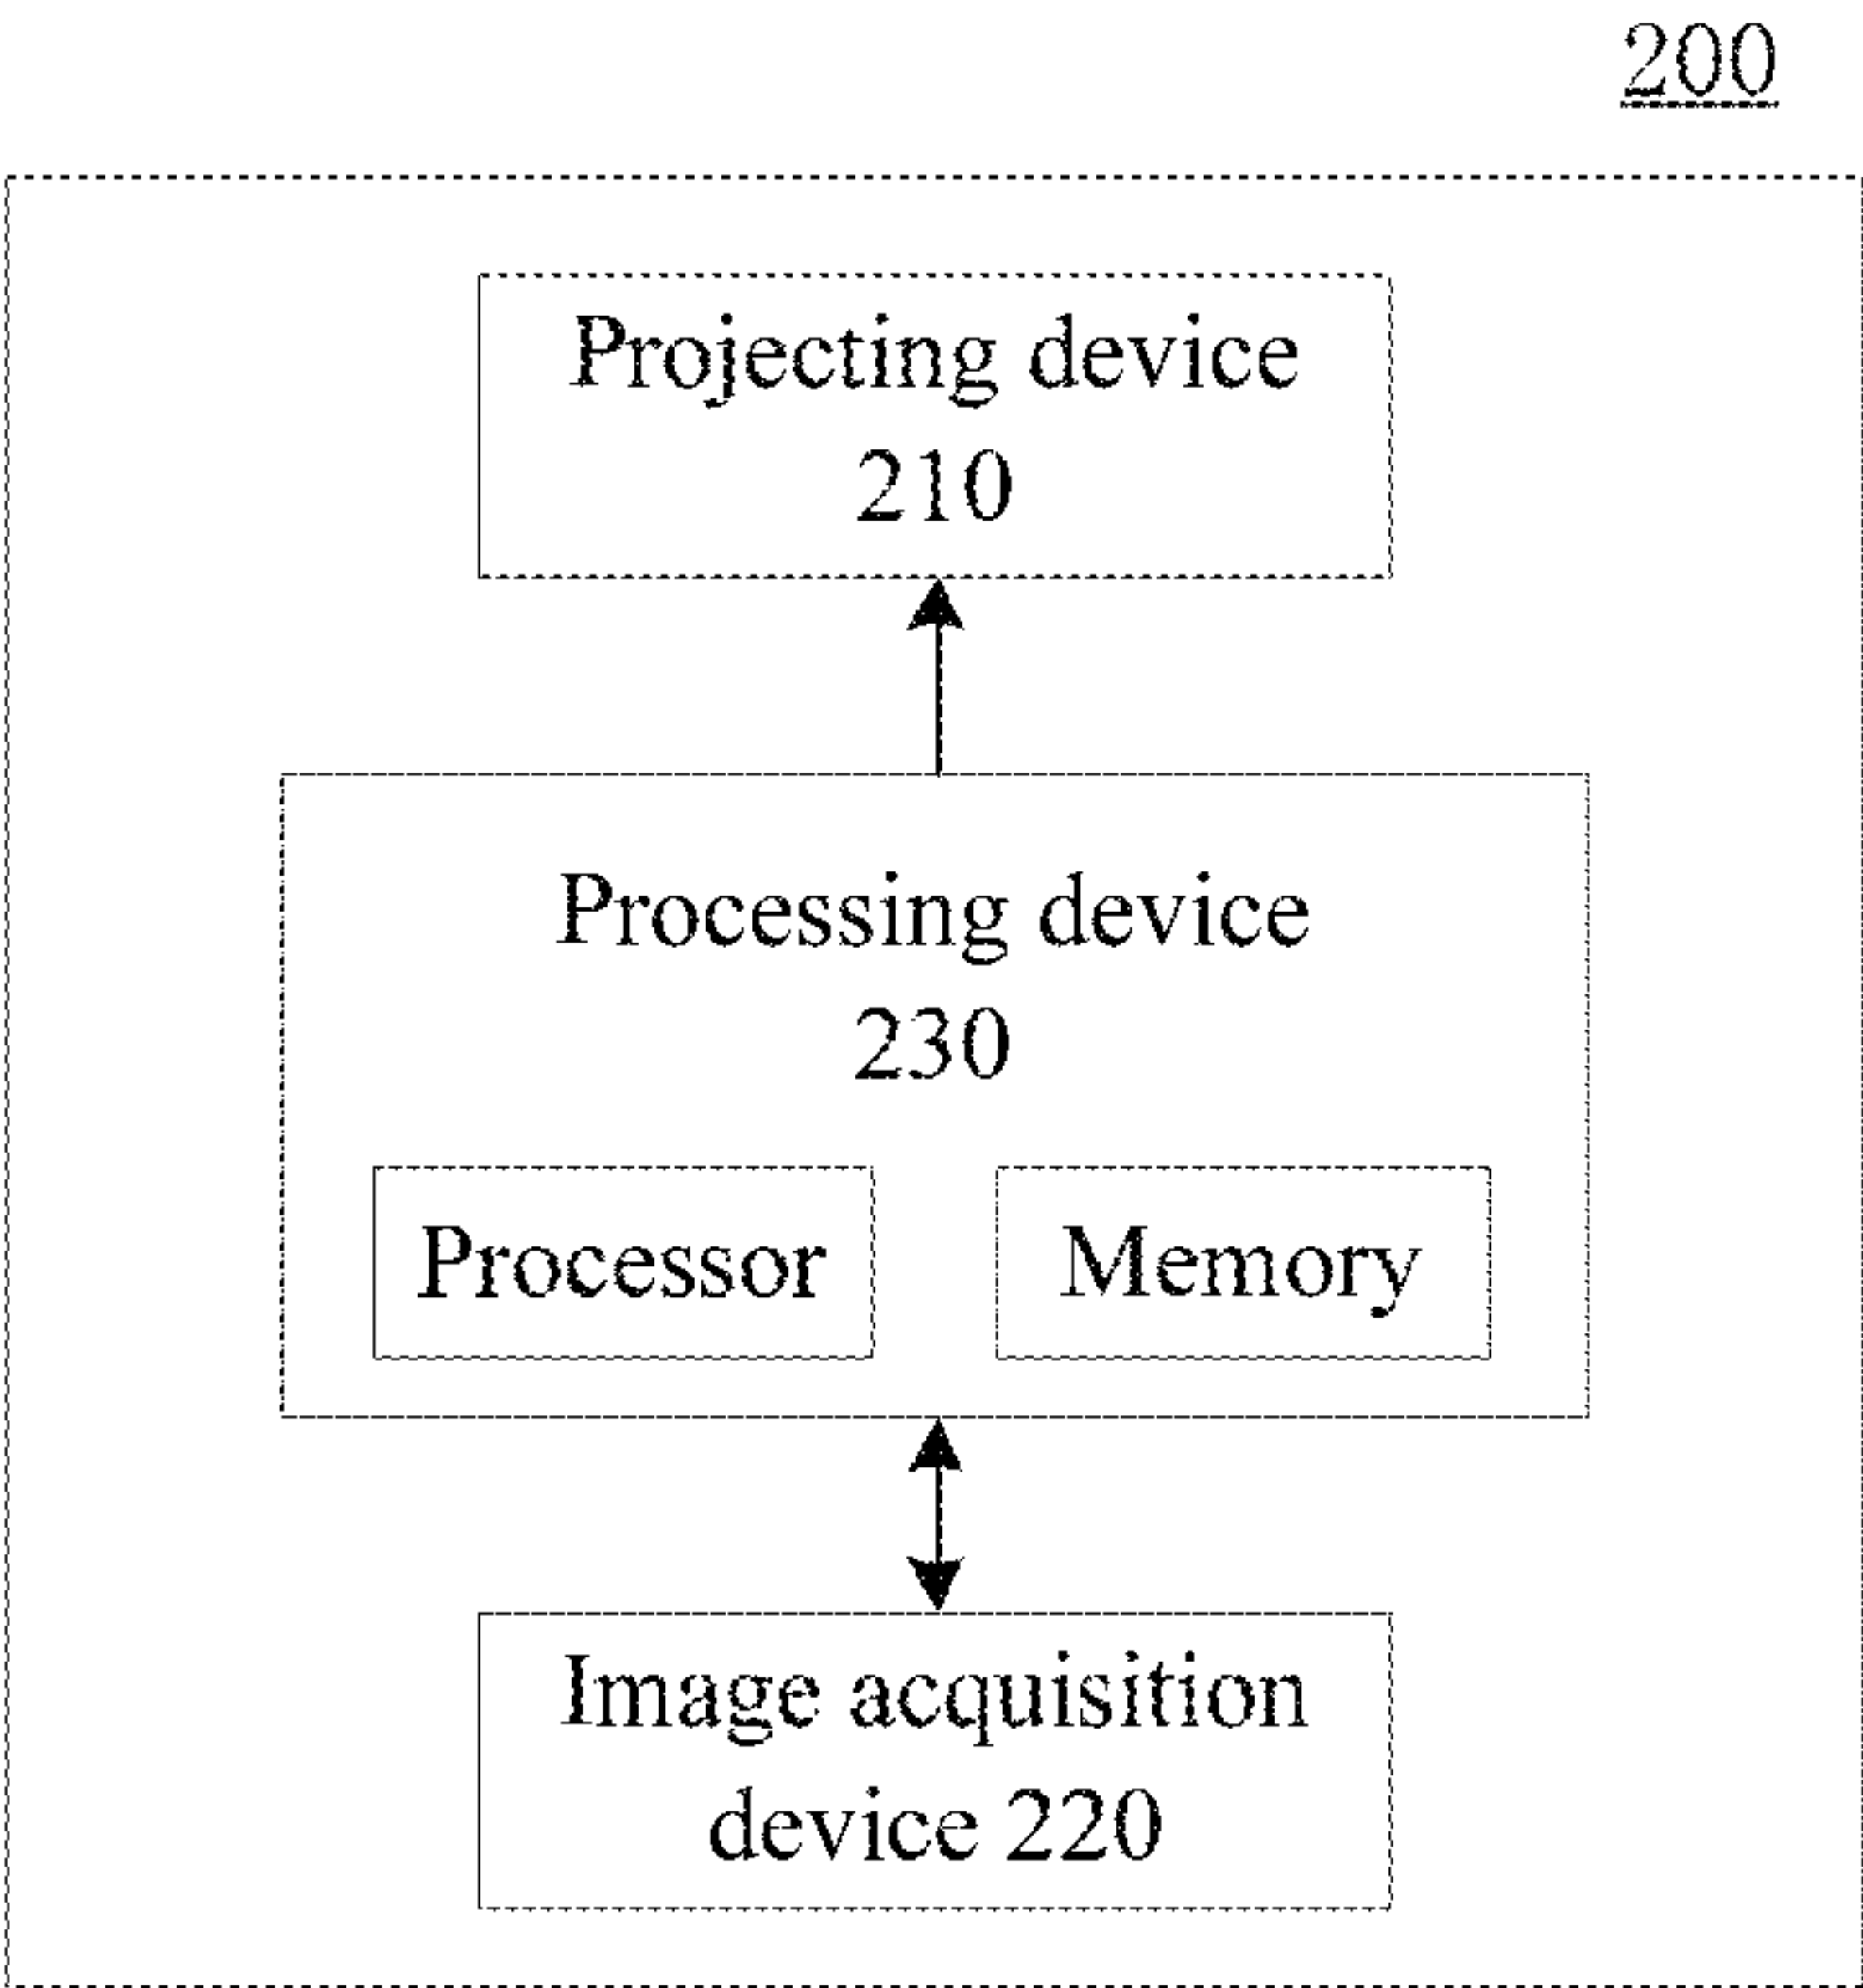 200
Projecting device
210
Processing device
230
Processor
Memory
Image acquisition
device 220